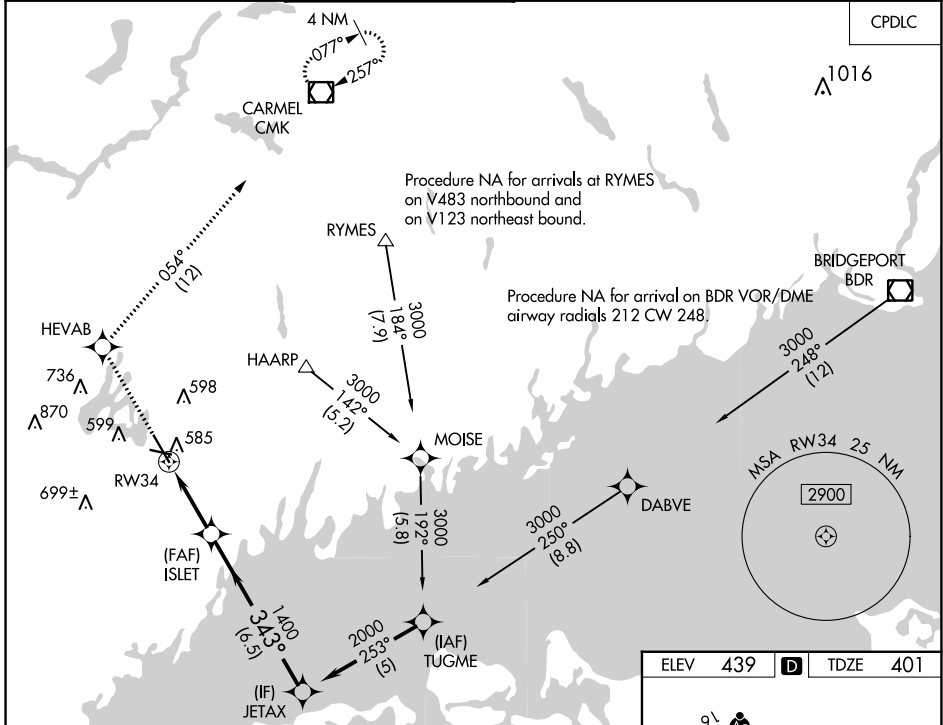 4 NM
077°
257°
CARMEL
CMK
CPDLC
1016
Procedure NA for arrivals at RYMES
on V483 northbound and
on V123 northeast bound.
RYMES
054°
(12)
3000
184°
(7.9)
BRIDGEPORT
BDR
Procedure NA for arrival on BDR VOR/DME
airway radials 212 CW 248.
3000
248°
(12)
HEVAB
HAARP
3000
142°
(5.2)
736
598
870
599
585
MOISE
RW34
699±
MSA RW34 25 NM
2900
DABVE
3000
192°
(5.8)
3000
250°
(8.8)
(FAF)
ISLET
1400
343°
(6.5)
2000
253°
(5)
(IAF)
TUGME
(IF)
JETAX
ELEV 439 D TDZE 401
16